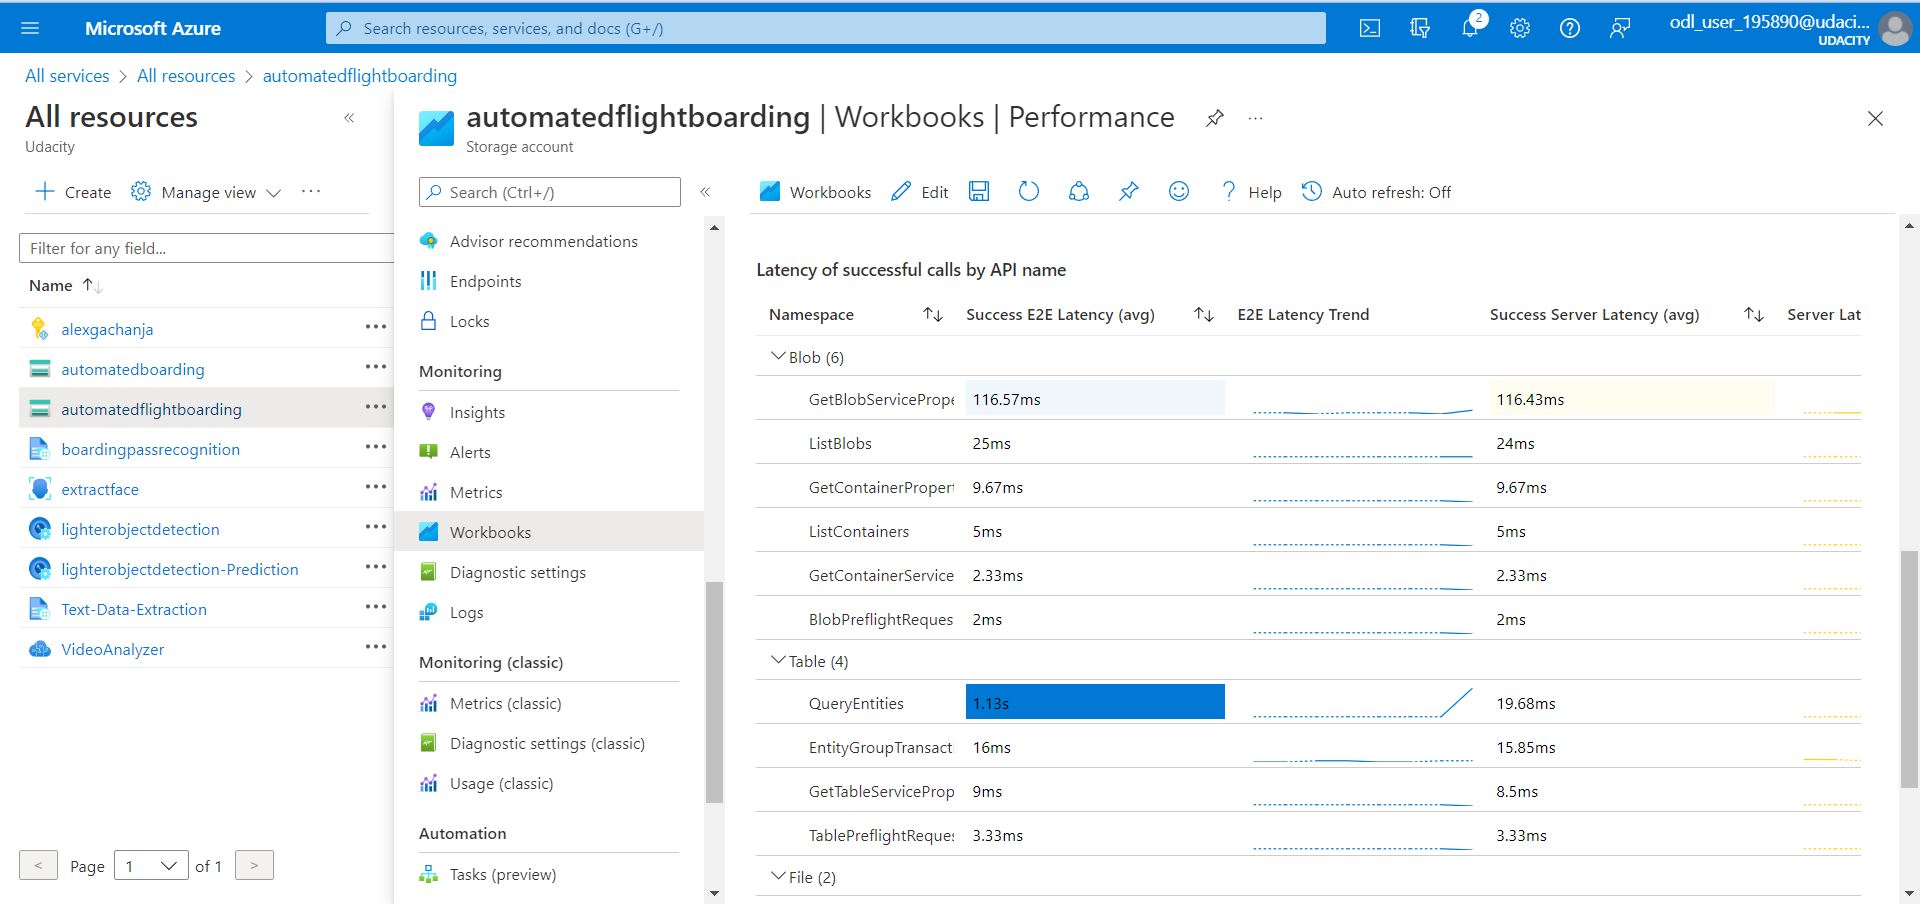 Microsoft Azure
Search resources, services, and docs (G+/)
2
odl_user_195890@udaci...
UDACITY
All services > All resources > automatedflightboarding
All resources
Udacity
Create Manage view ...
Filter for any field...
Name
alexgachanja
automatedboarding
automatedflightboarding
boardingpassrecognition
extractface
lighterobjectdetection
lighterobjectdetection-Prediction
Text-Data-Extraction
VideoAnalyzer
< Page 1 of 1 >
automatedflightboarding | Workbooks | Performance ...
Storage account
Search (Ctrl+/)
Advisor recommendations
Endpoints
Locks
Monitoring
Insights
Alerts
Metrics
Workbooks
Diagnostic settings
Logs
Monitoring (classic)
Metrics (classic)
Diagnostic settings (classic)
Usage (classic)
Automation
Tasks (preview)
Workbooks Edit Help Auto refresh: Off
Latency of successful calls by API name
Namespace Success E2E Latency (avg) E2E Latency Trend Success Server Latency (avg) Server Lat
Blob (6)
GetBlobServicePrope 116.57ms 116.43ms
ListBlobs 25ms 24ms
GetContainerPropert 9.67ms 9.67ms
ListContainers 5ms 5ms
GetContainerService 2.33ms 2.33ms
BlobPreflightReques 2ms 2ms
Table (4)
QueryEntities 1.13s 19.68ms
EntityGroupTransacti 16ms 15.85ms
GetTableServiceProp 9ms 8.5ms
TablePreflightReques 3.33ms 3.33ms
File (2)